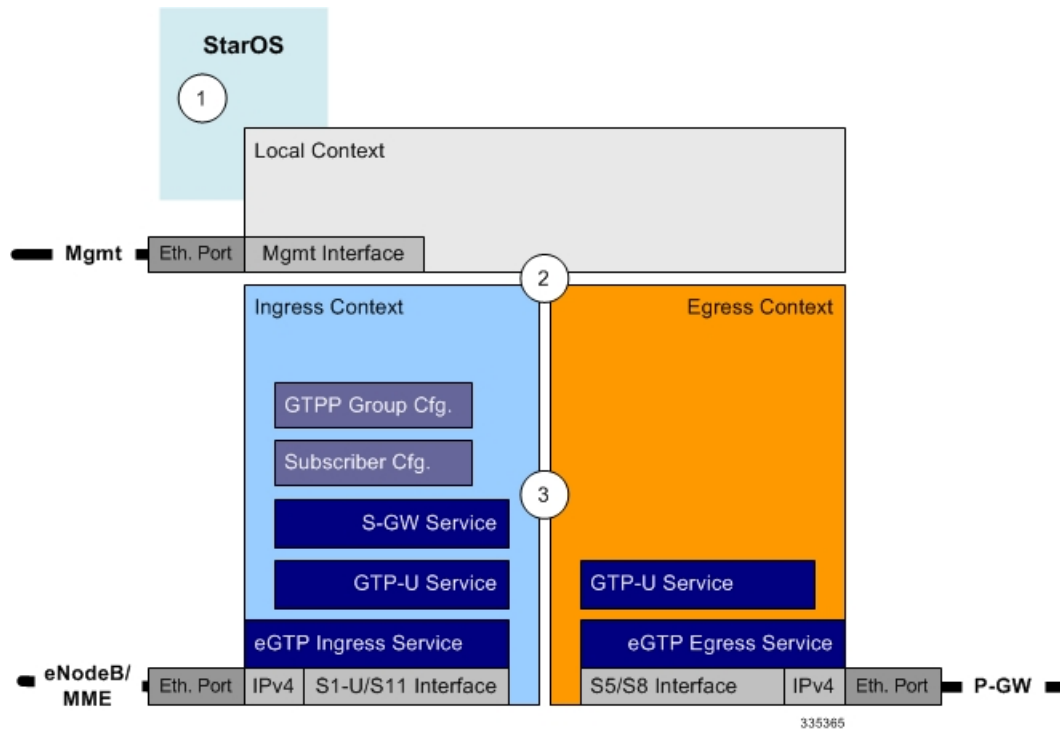 StarOS
1
Local Context
Mgmt
Eth. Port
Mgmt Interface
2
Ingress Context
Egress Context
GTPP Group Cfg.
Subscriber Cfg.
3
S-GW Service
GTP-U Service
GTP-U Service
eGTP Ingress Service
eGTP Egress Service
eNodeB/
MME
Eth. Port
IPv4
S1-U/S11 Interface
S5/S8 Interface
IPv4
Eth. Port
P-GW
335365